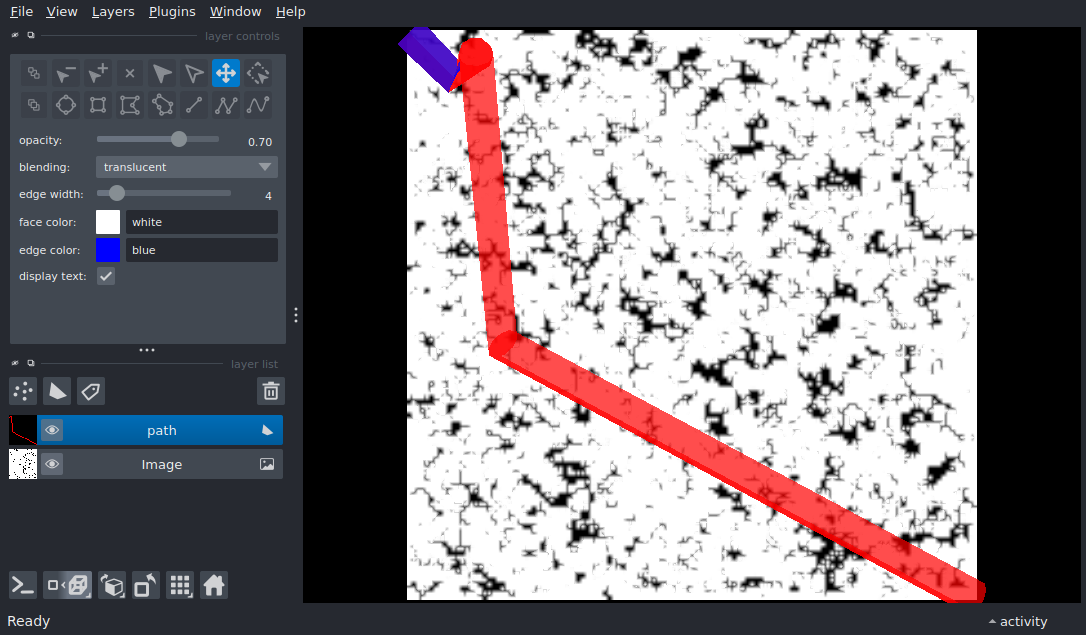 File View Layers Plugins Window Help
layer controls
opacity: 0.70
blending: translucent
edge width: 4
face color: white
edge color: blue
display text:
layer list
path
Image
Ready
activity